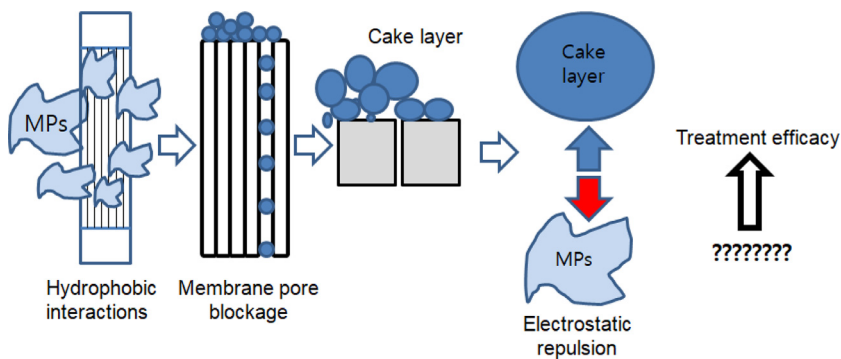 MPs
Hydrophobic
interactions
Membrane pore
blockage
Cake layer
Cake
layer
MPs
Electrostatic
repulsion
Treatment efficacy
????????